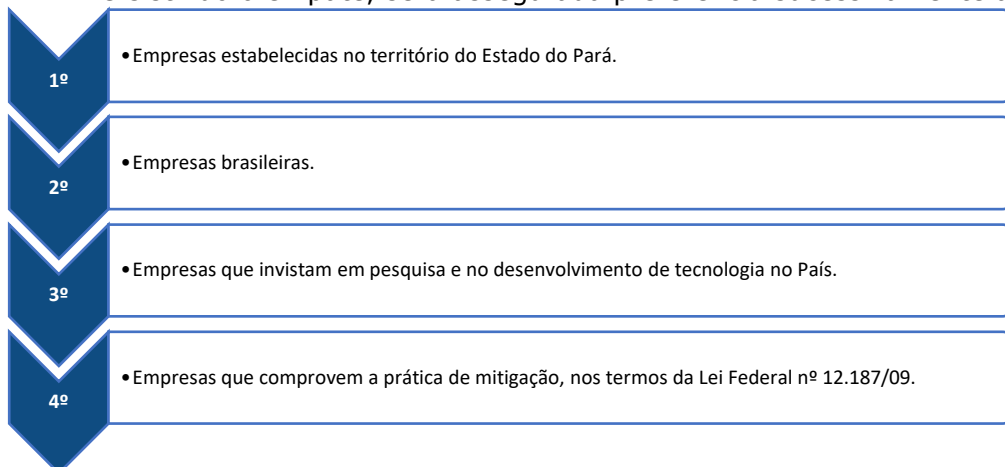 1º
•Empresas estabelecidas no território do Estado do Pará.
2º
•Empresas brasileiras.
3º
•Empresas que invistam em pesquisa e no desenvolvimento de tecnologia no País.
4º
•Empresas que comprovem a prática de mitigação, nos termos da Lei Federal nº 12.187/09.